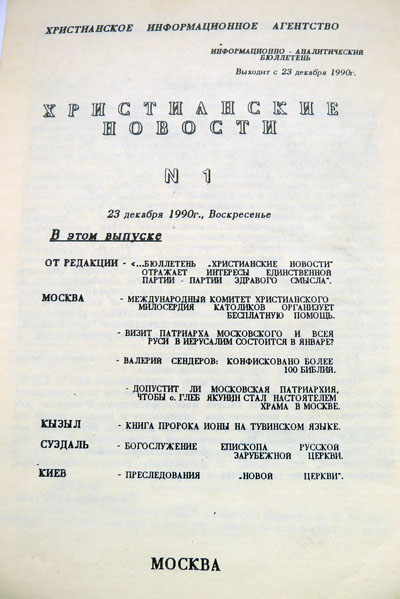 ХРИСТИАНСКОЕ ИНФОРМАЦИОННОЕ АГЕНТСТВО
ИНФОРМАЦИОННО - АНАЛИТИЧЕСКИЙ
БЮЛЛЕТЕНЬ
Выходит с 23 декабря 1990г.
ХРИСТИАНСКИЕ
НОВОСТИ
N 1
23 декабря 1990г., Воскресенье
В этом выпуске
ОТ РЕДАКЦИИ - «...БЮЛЛЕТЕНЬ „ХРИСТИАНСКИЕ НОВОСТИ"
ОТРАЖАЕТ ИНТЕРЕСЫ ЕДИНСТВЕННОЙ
ПАРТИИ - ПАРТИИ ЗДРАВОГО СМЫСЛА".
МОСКВА - МЕЖДУНАРОДНЫЙ КОМИТЕТ ХРИСТИАНСКОГО
МИЛОСЕРДИЯ КАТОЛИКОВ ОРГАНИЗУЕТ
БЕСПЛАТНУЮ ПОМОЩЬ.
- ВИЗИТ ПАТРИАРХА МОСКОВСКОГО И ВСЕЯ
РУСИ В ИЕРУСАЛИМ СОСТОИТСЯ В ЯНВАРЕ?
- ВАЛЕРИЙ СЕНДЕРОВ: КОНФИСКОВАНО БОЛЕЕ
100 БИБЛИЙ.
- ДОПУСТИТ ЛИ МОСКОВСКАЯ ПАТРИАРХИЯ,
ЧТОБЫ о. ГЛЕБ ЯКУНИН СТАЛ НАСТОЯТЕЛЕМ
ХРАМА В МОСКВЕ.
КЫЗЫЛ - КНИГА ПРОРОКА ИОНЫ НА ТУВИНСКОМ ЯЗЫКЕ.
СУЗДАЛЬ - БОГОСЛУЖЕНИЕ ЕПИСКОПА РУССКОЙ
ЗАРУБЕЖНОЙ ЦЕРКВИ.
КИЕВ - ПРЕСЛЕДОВАНИЯ „НОВОЙ ЦЕРКВИ".
МОСКВА